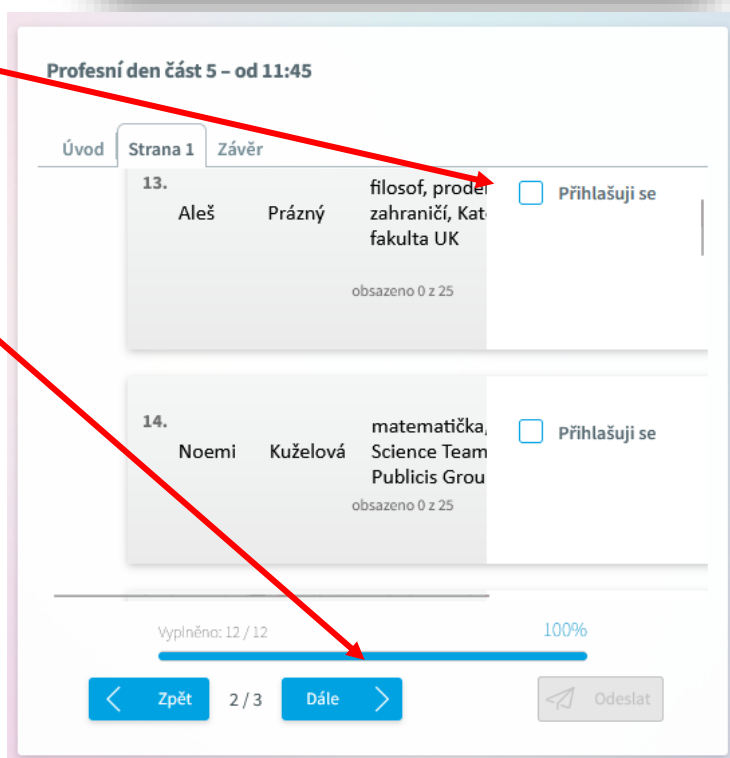 Profesní den část 5 – od 11:45
Úvod Strana 1 Závěr
13.
Aleš Prázný
filosof,
zahraničí,
fakulta UK
obsazeno 0 z 25
Přihlašuji se
14.
Noemi Kuželová
matematička,
Science Team
Publicis
obsazeno 0 z 25
Přihlašuji se
Vyplněno: 12 / 12 100%
Zpět 2 / 3 Dále Odeslat